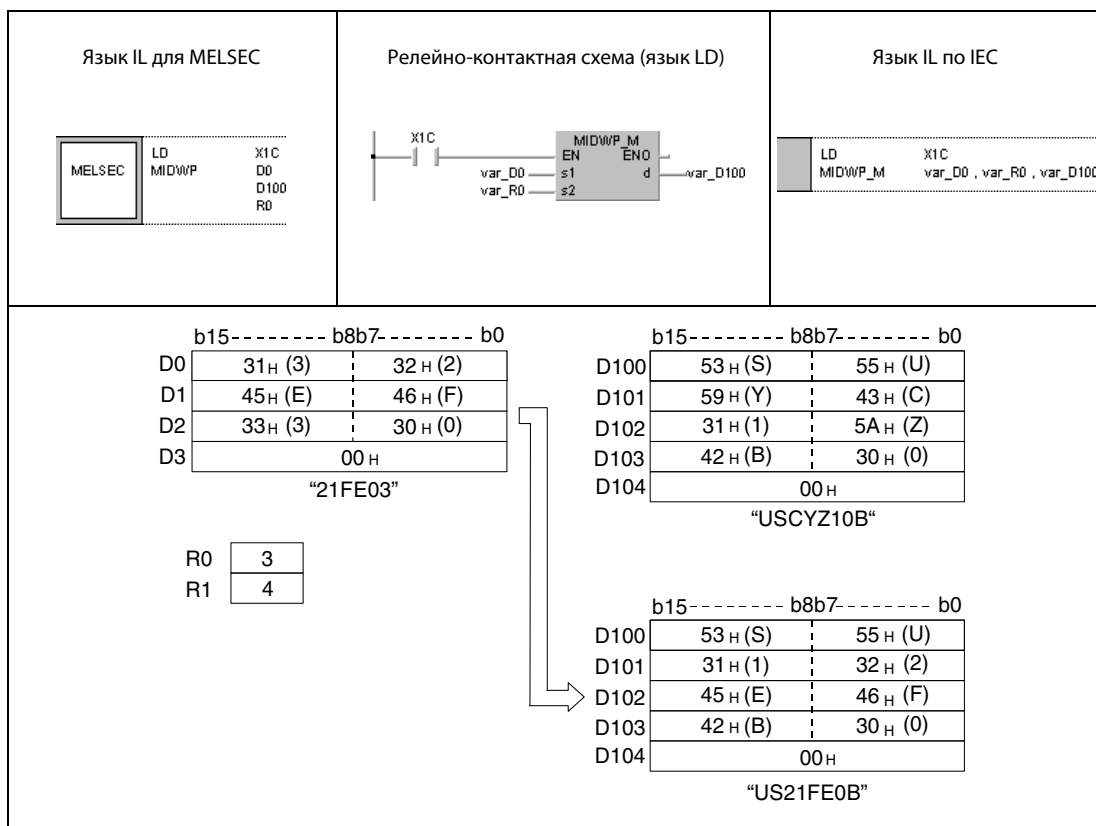 Язык IL для MELSEC
Релейно-контактная схема (язык LD)
Язык IL по IEC
MELSEC
LD X1C
MIDWP D0
D100
R0
X1C
MIDWP_M
EN ENO
var_D0 s1 d var_D100
var_R0 s2
LD X1C
MIDWP_M var_D0 , var_R0 , var_D100
b15 - - - - - - - - b8b7 - - - - - - - - b0
D0 31H (3) 32 H (2)
D1 45H (E) 46 H (F)
D2 33H (3) 30 H (0)
D3 00 H
“21FE03”
R0 3
R1 4
b15 - - - - - - - - b8b7 - - - - - - - - b0
D100 53 H (S) 55 H (U)
D101 59 H (Y) 43 H (C)
D102 31 H (1) 5A H (Z)
D103 42 H (B) 30 H (0)
D104 00 H
“USCYZ10B“
b15 - - - - - - - - b8b7 - - - - - - - - b0
D100 53 H (S) 55 H (U)
D101 31 H (1) 32 H (2)
D102 45 H (E) 46 H (F)
D103 42 H (B) 30 H (0)
D104 00 H
“US21FE0B”